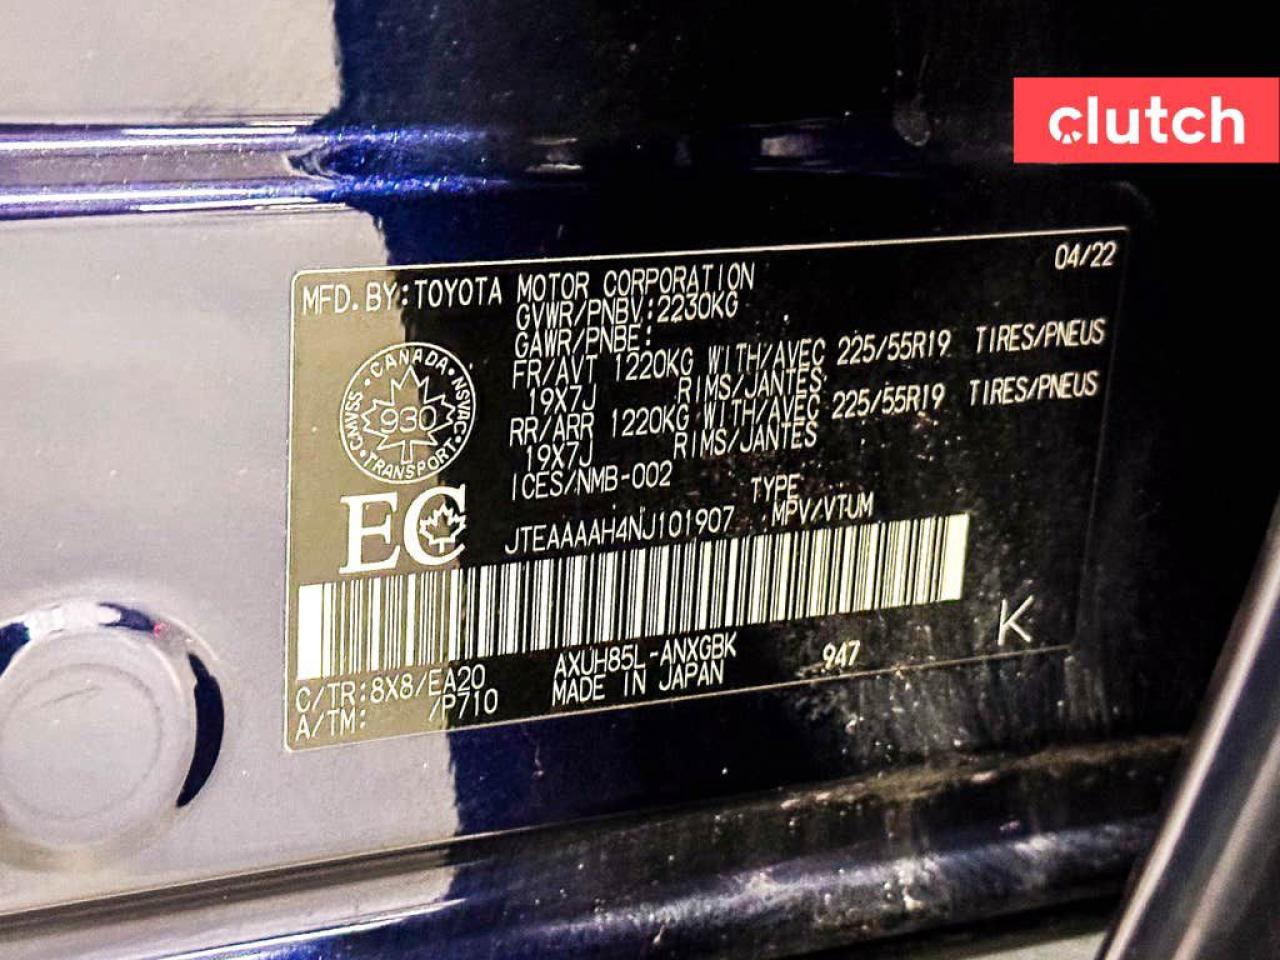 clutch
04/22
MFD. BY: TOYOTA MOTOR CORPORATION
GVWR/PNBV: 2230KG
GAWR/PNBE:
FR/AVT 1220KG WITH/AVEC 225/55R19 TIRES/PNEUS
19X7J RIMS/JANTES;
RR/ARR 1220KG WITH/AVEC 225/55R19 TIRES/PNEUS
19X7J RIMS/JANTES
ICES/NMB-002
CANADA · NSVAC · TRANSPORT · CMVSS
930
EC
TYPE
JTEAAAAH4NJ101907 MPV/VTUM
K
C/TR: 8X8/EA20 AXUH85L-ANXGBK 947
A/TM: /P710 MADE IN JAPAN